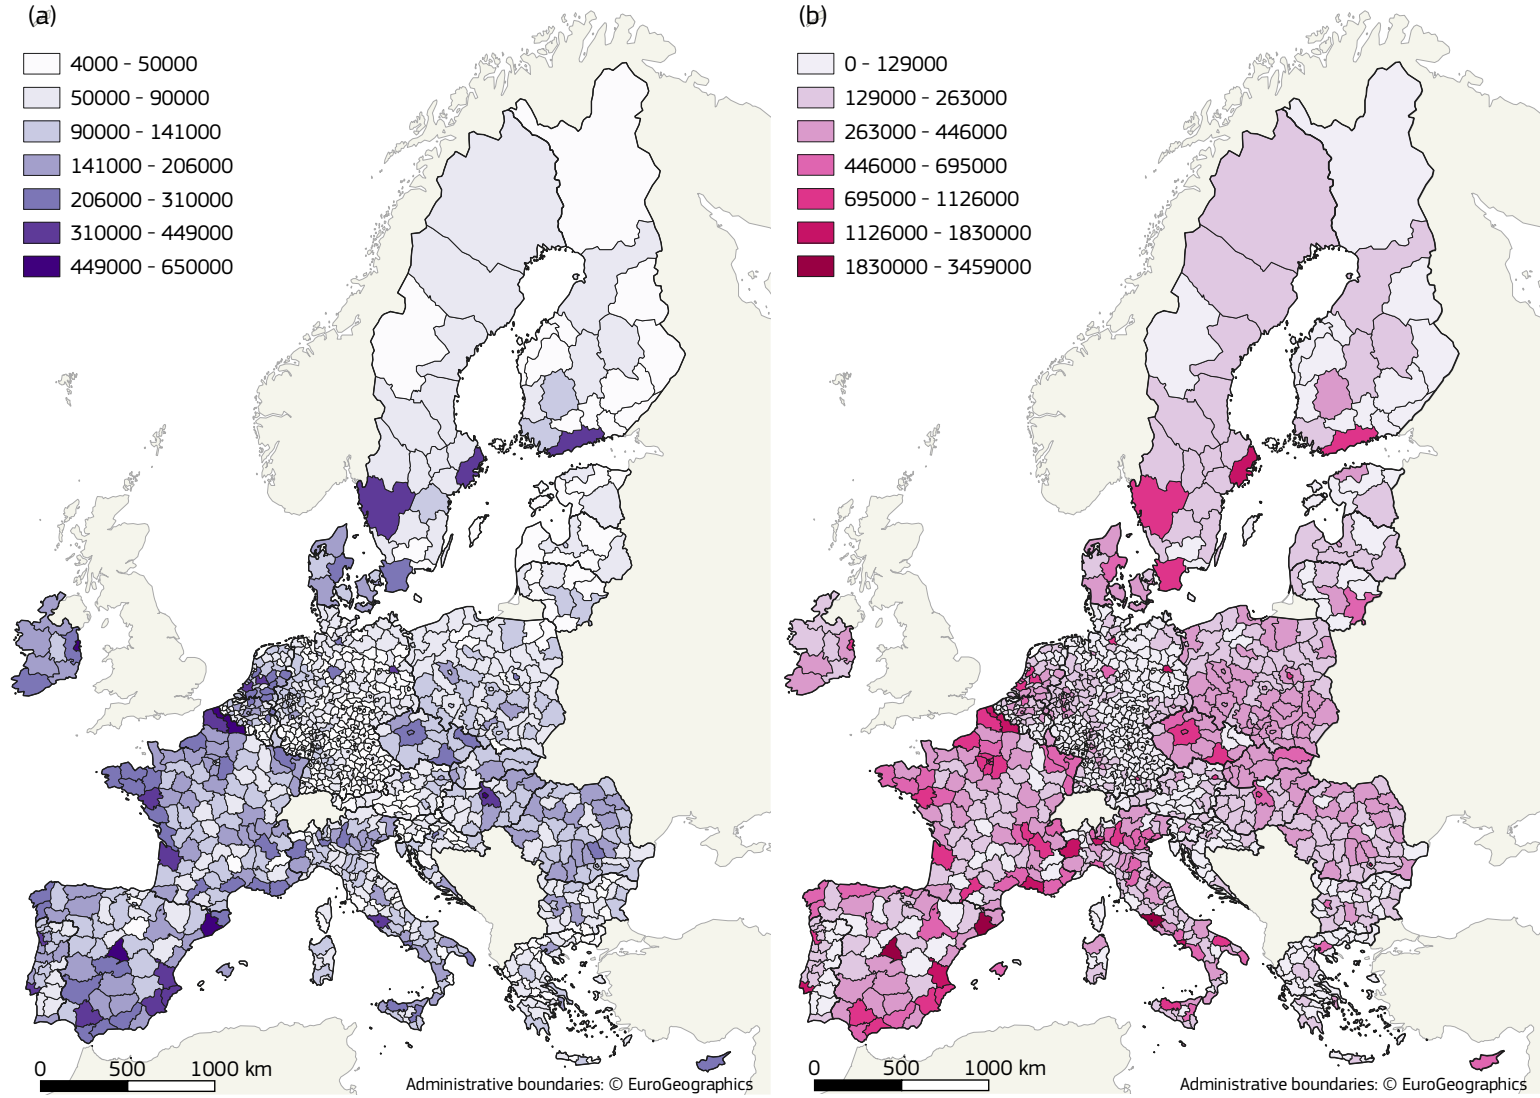 (a)
4000 - 50000
50000 - 90000
90000 - 141000
141000 - 206000
206000 - 310000
310000 - 449000
449000 - 650000
0 500 1000 km
Administrative boundaries: © EuroGeographics
(b)
0 - 129000
129000 - 263000
263000 - 446000
446000 - 695000
695000 - 1126000
1126000 - 1830000
1830000 - 3459000
0 500 1000 km
Administrative boundaries: © EuroGeographics